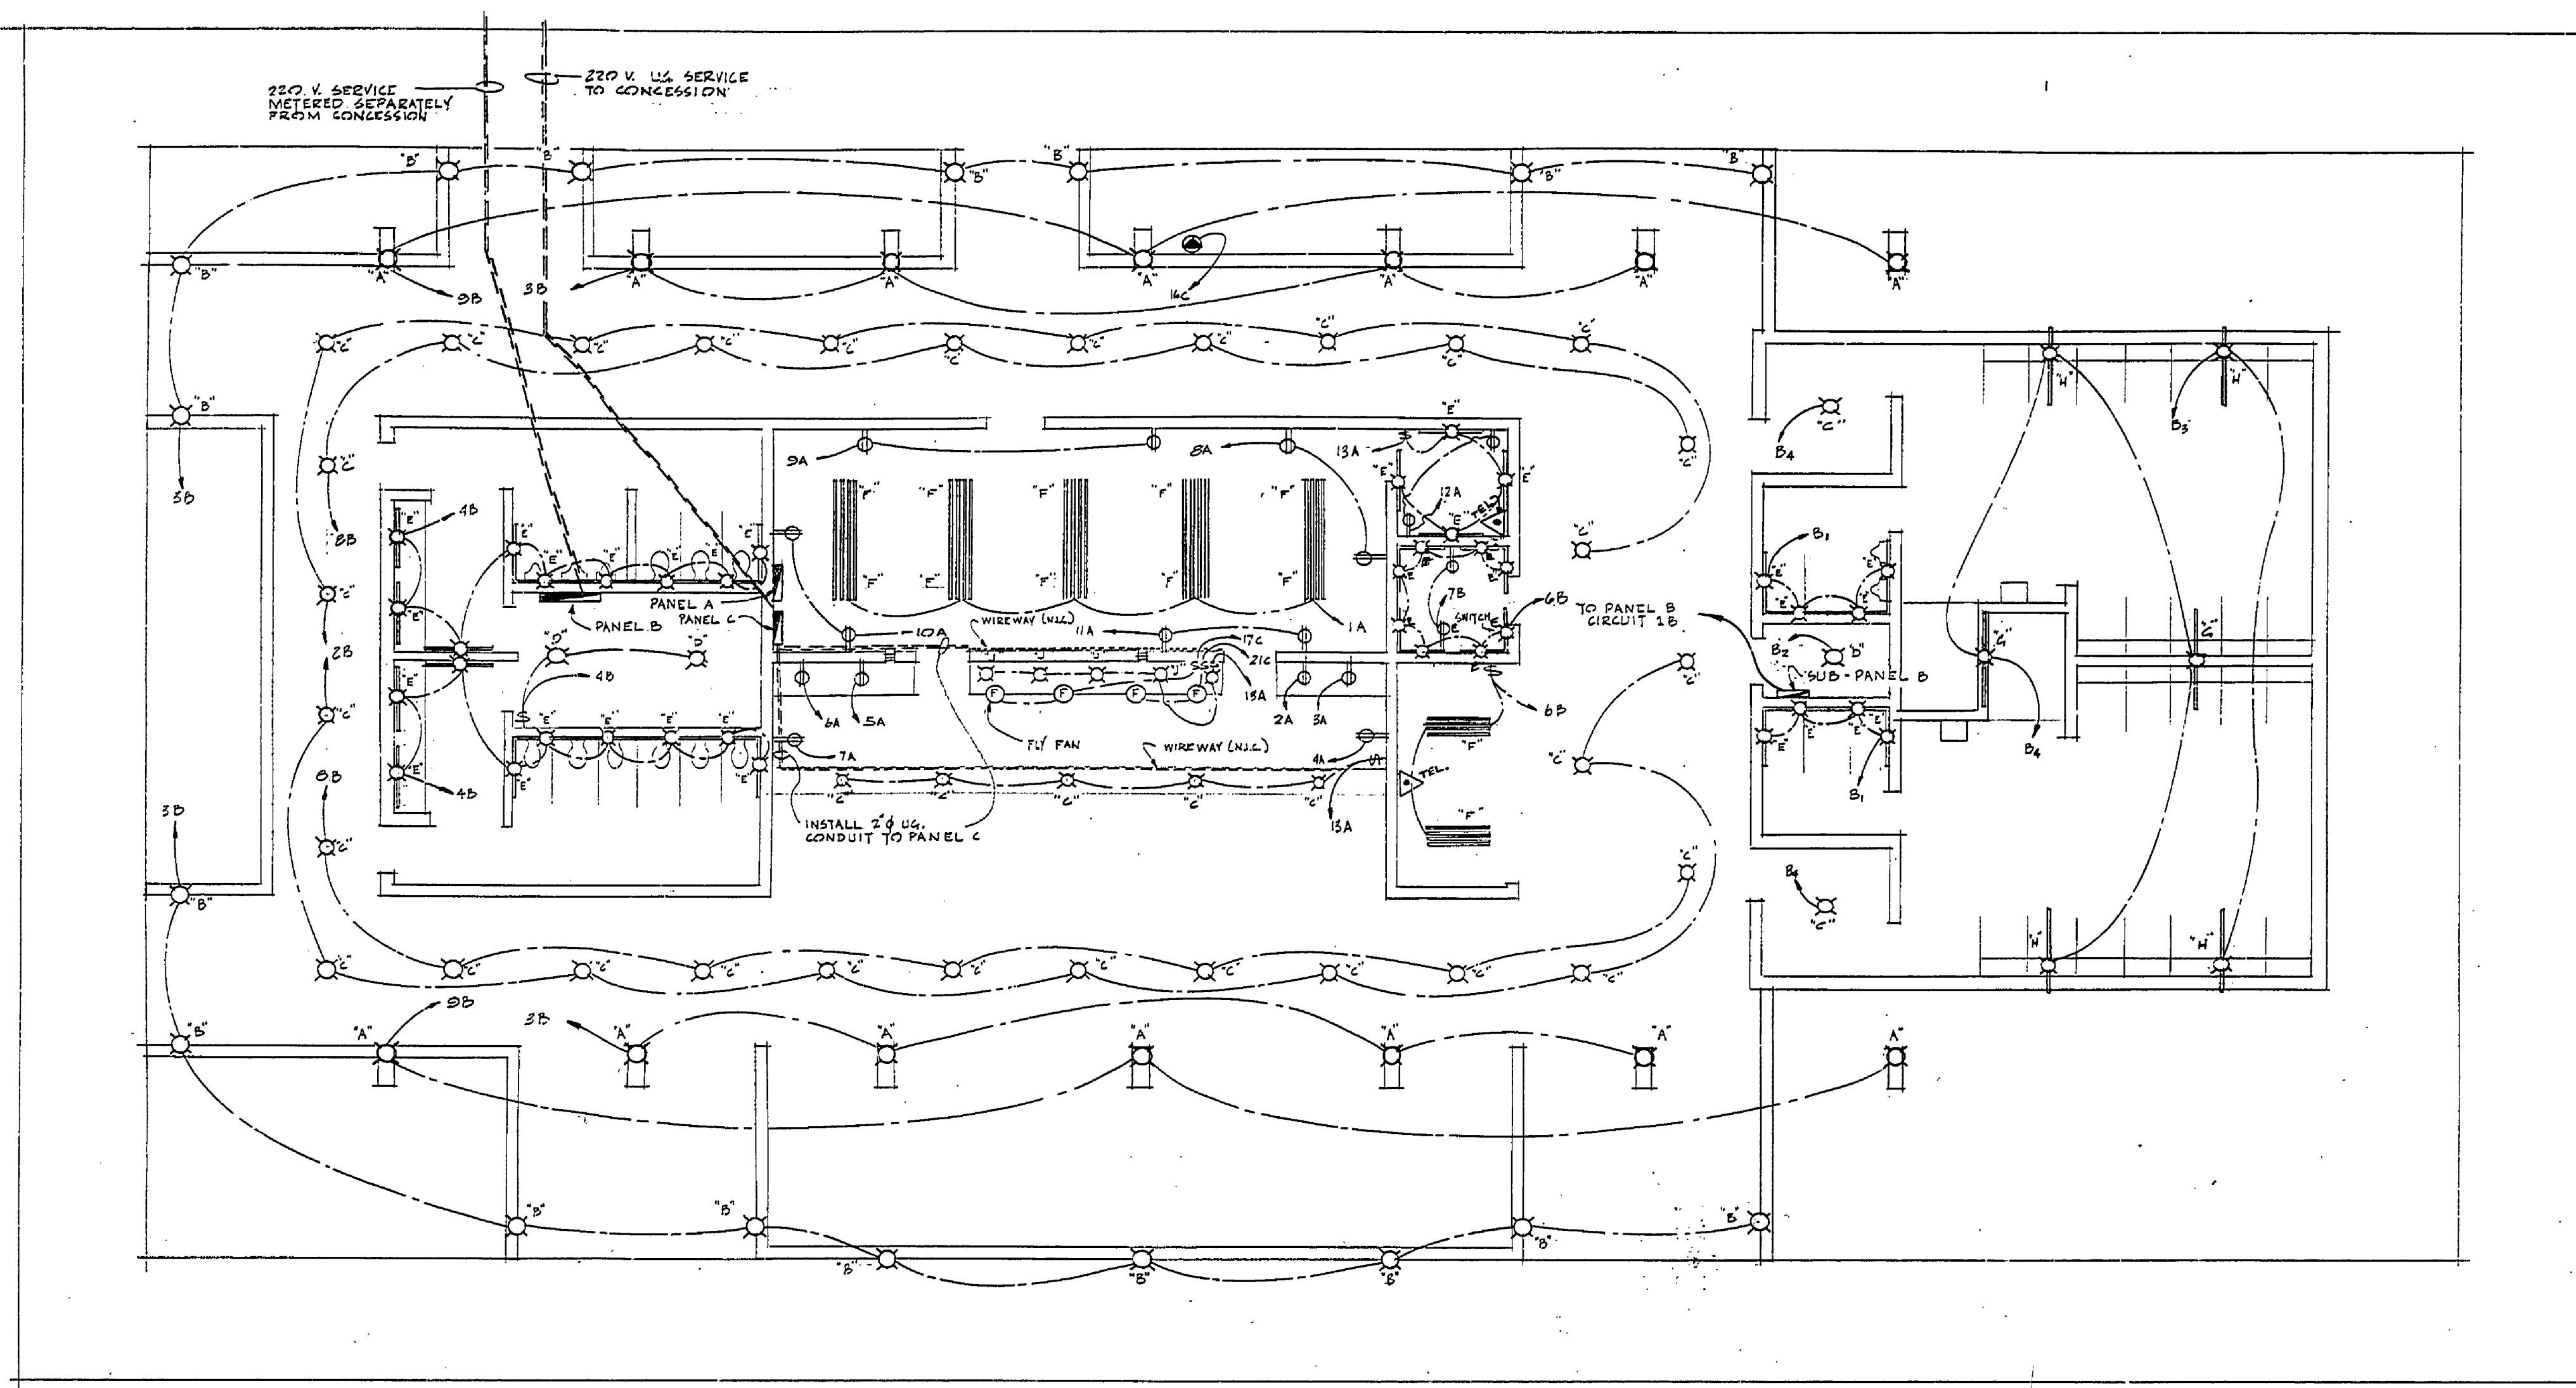 220 V. SERVICE
METERED SEPARATELY
FROM CONCESSION
220 V. U.G. SERVICE
TO CONCESSION
"B" "B" "B" "B" "B" "B"
"B"
"A" "A" "A" "A" "A" "A" "A"
9B 3B 16C
"C" "C" "C" "C" "C" "C" "C" "C" "C" "C" "C"
"H" "H"
"B"
3B
"C" "C" "C"
B4 B3
"E"
9A 8A 13A
"E" "E"
"F" "F" "F" "F" "F"
12A
TEL.
"E"
"C"
8B
"E" 4B
"E" "E" "E" "E" "E" "E"
"F" "F" "F" "F" "F"
B1
"E" "E" "E" "E"
"C"
PANEL A
PANEL B
PANEL C
WIREWAY (N.I.C.)
10A 11A 1A
7B
SWITCH
6B
TO PANEL B
CIRCUIT 1B
2B
"E"
"D" "D"
4B
17C
21C
13A
B2 "D"
SUB-PANEL B
"G" "G"
"C"
"E"
6A 5A 2A 3A
6B
"C"
"E" "E" "E" "E"
FLY FAN
WIREWAY (N.I.C.)
7A 4A
"F"
TEL.
"E" "E" "E" "E"
B4
8B
"E" 4B
"E" "E"
"C" "C" "C" "C" "C"
"C"
B1
3B
INSTALL 2"φ UG.
CONDUIT TO PANEL C
13A
"F"
"C"
"C"
B4
"C"
"B"
"H" "H"
"C" "C" "C" "C" "C" "C" "C" "C" "C" "C" "C"
9B
3B
"B" "A" "A" "A" "A" "A" "A" "A"
"B" "B" "B" "B"
"B" "B" "B"